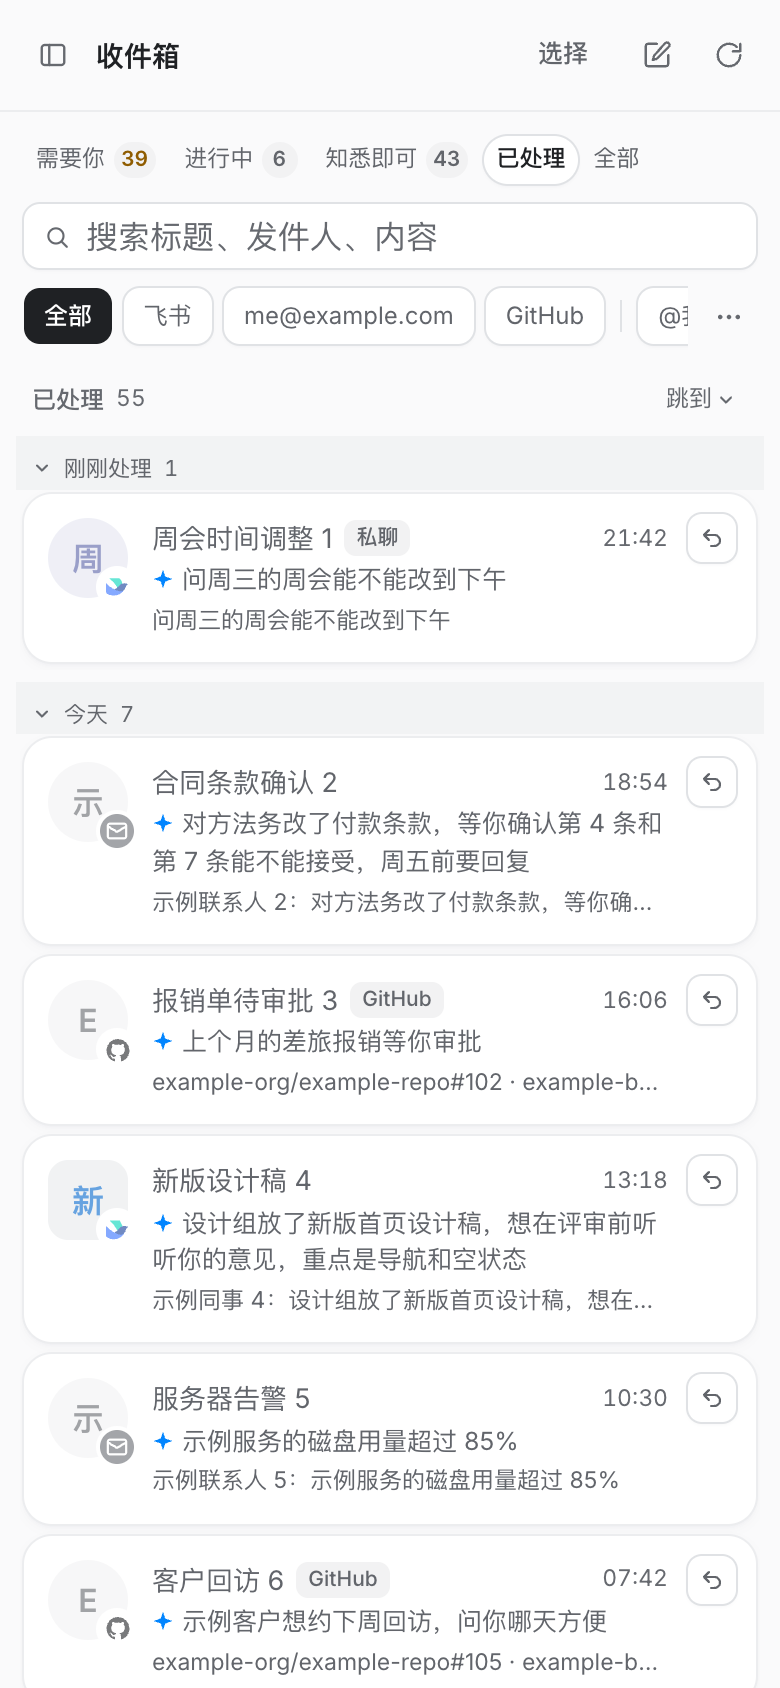 收件箱 选择
需要你 39 进行中 6 知悉即可 43 已处理 全部
搜索标题、发件人、内容
全部 飞书 me@example.com GitHub @
已处理 55 跳到
刚刚处理 1
周 周会时间调整 1 私聊 21:42
问周三的周会能不能改到下午
问周三的周会能不能改到下午
今天 7
示 合同条款确认 2 18:54
对方法务改了付款条款，等你确认第 4 条和
第 7 条能不能接受，周五前要回复
示例联系人 2：对方法务改了付款条款，等你确...
E 报销单待审批 3 GitHub 16:06
上个月的差旅报销等你审批
example-org/example-repo#102 · example-b...
新 新版设计稿 4 13:18
设计组放了新版首页设计稿，想在评审前听
听你的意见，重点是导航和空状态
示例同事 4：设计组放了新版首页设计稿，想在...
示 服务器告警 5 10:30
示例服务的磁盘用量超过 85%
示例联系人 5：示例服务的磁盘用量超过 85%
E 客户回访 6 GitHub 07:42
示例客户想约下周回访，问你哪天方便
example-org/example-repo#105 · example-b...